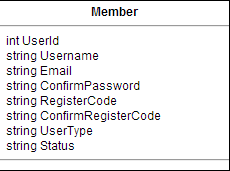 Member
int UserId
string Username
string Email
string ConfirmPassword
string RegisterCode
string ConfirmRegisterCode
string UserType
string Status